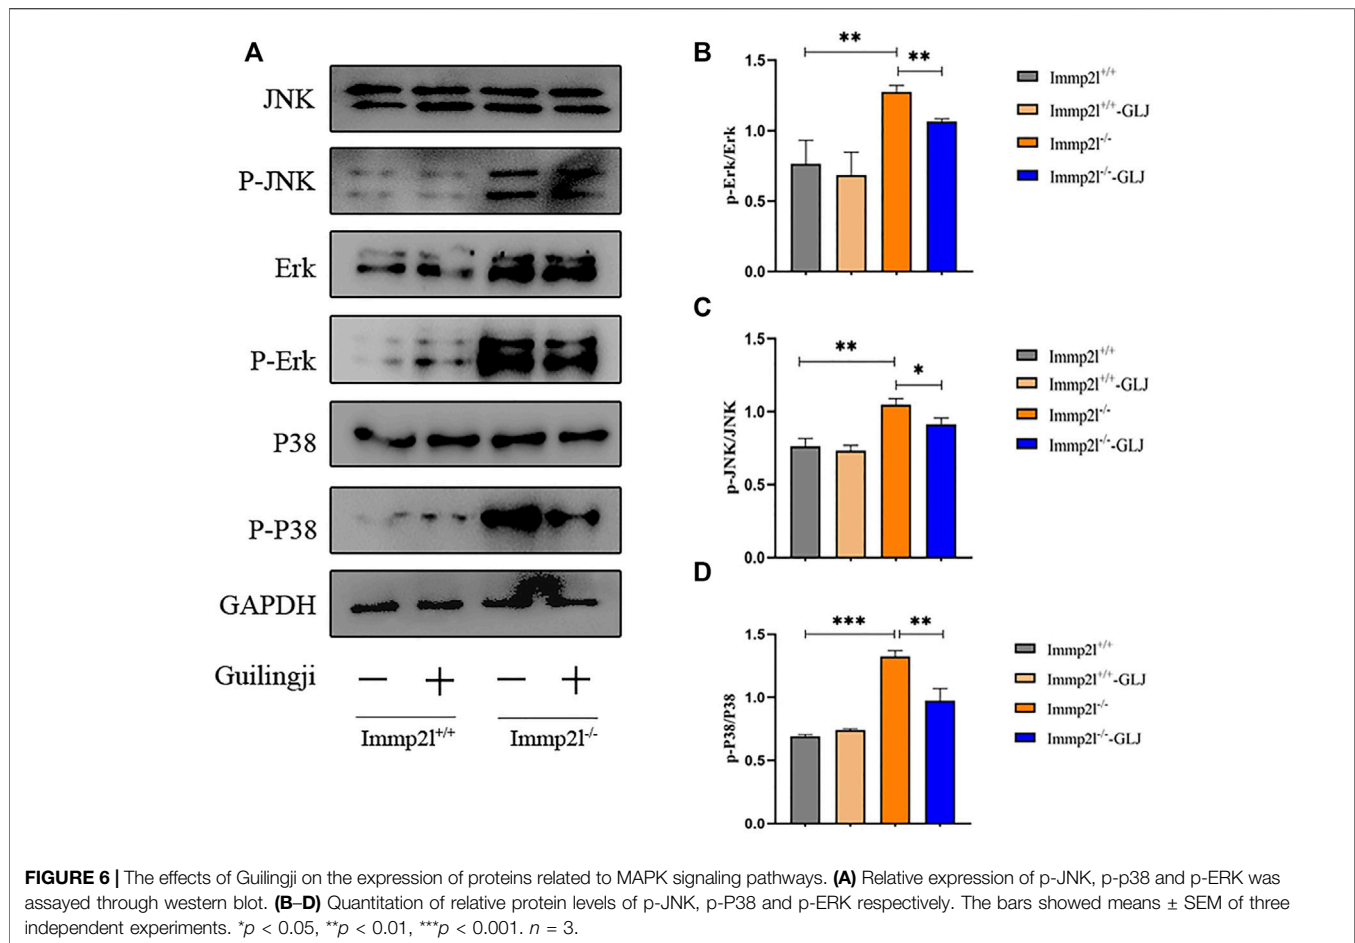 A
JNK
P-JNK
Erk
P-Erk
P38
P-P38
GAPDH
Guilingji — + — +
Immp2l+/+ Immp2l-/-
B
** **
1.5
1.0
0.5
0.0
p-Erk/Erk
Immp2l+/+
Immp2l+/+-GLJ
Immp2l-/-
Immp2l-/-‑GLJ
C
** *
1.5
1.0
0.5
0.0
p-JNK/JNK
Immp2l+/+
Immp2l+/+-GLJ
Immp2l-/-
Immp2l-/-‑GLJ
D
*** **
1.5
1.0
0.5
0.0
p-P38/P38
Immp2l+/+
Immp2l+/+-GLJ
Immp2l-/-
Immp2l-/-‑GLJ
FIGURE 6 | The effects of Guilingji on the expression of proteins related to MAPK signaling pathways. (A) Relative expression of p-JNK, p-p38 and p-ERK was
assayed through western blot. (B–D) Quantitation of relative protein levels of p-JNK, p-P38 and p-ERK respectively. The bars showed means ± SEM of three
independent experiments. *p < 0.05, **p < 0.01, ***p < 0.001. n = 3.